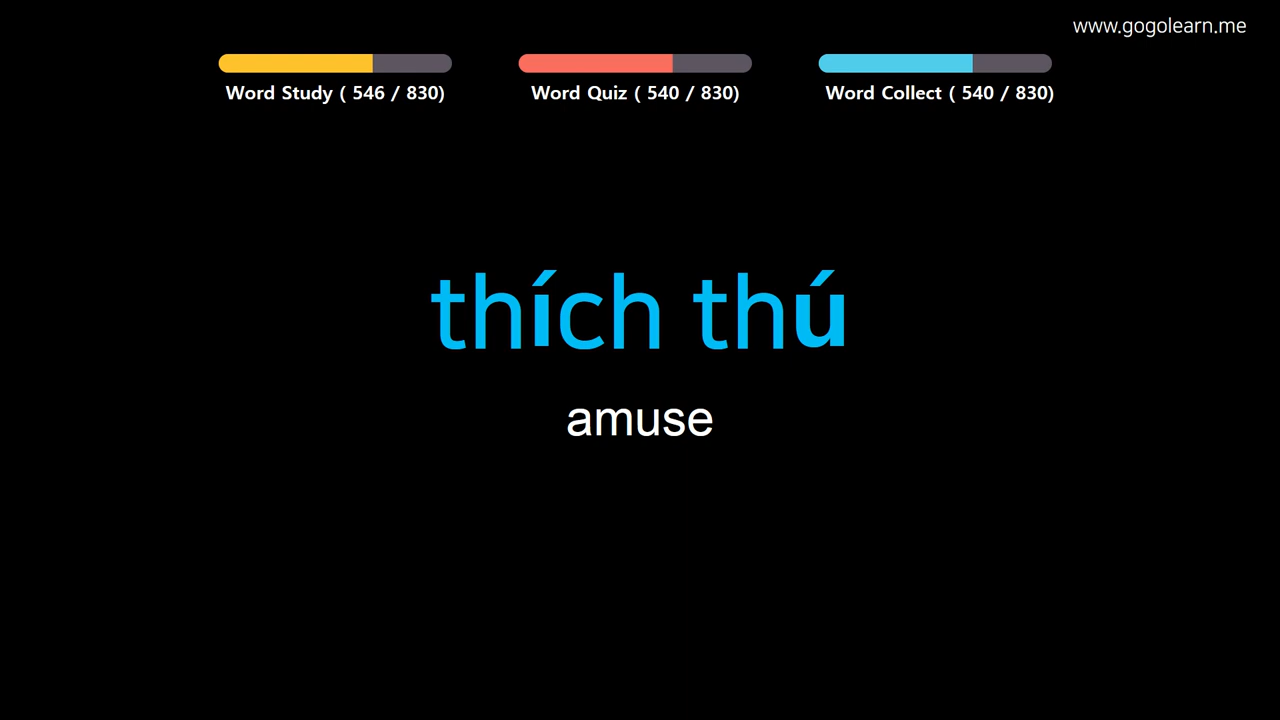 www.gogolearn.me
Word Study ( 546 / 830)
Word Quiz ( 540 / 830)
Word Collect ( 540 / 830)
thích thú
amuse